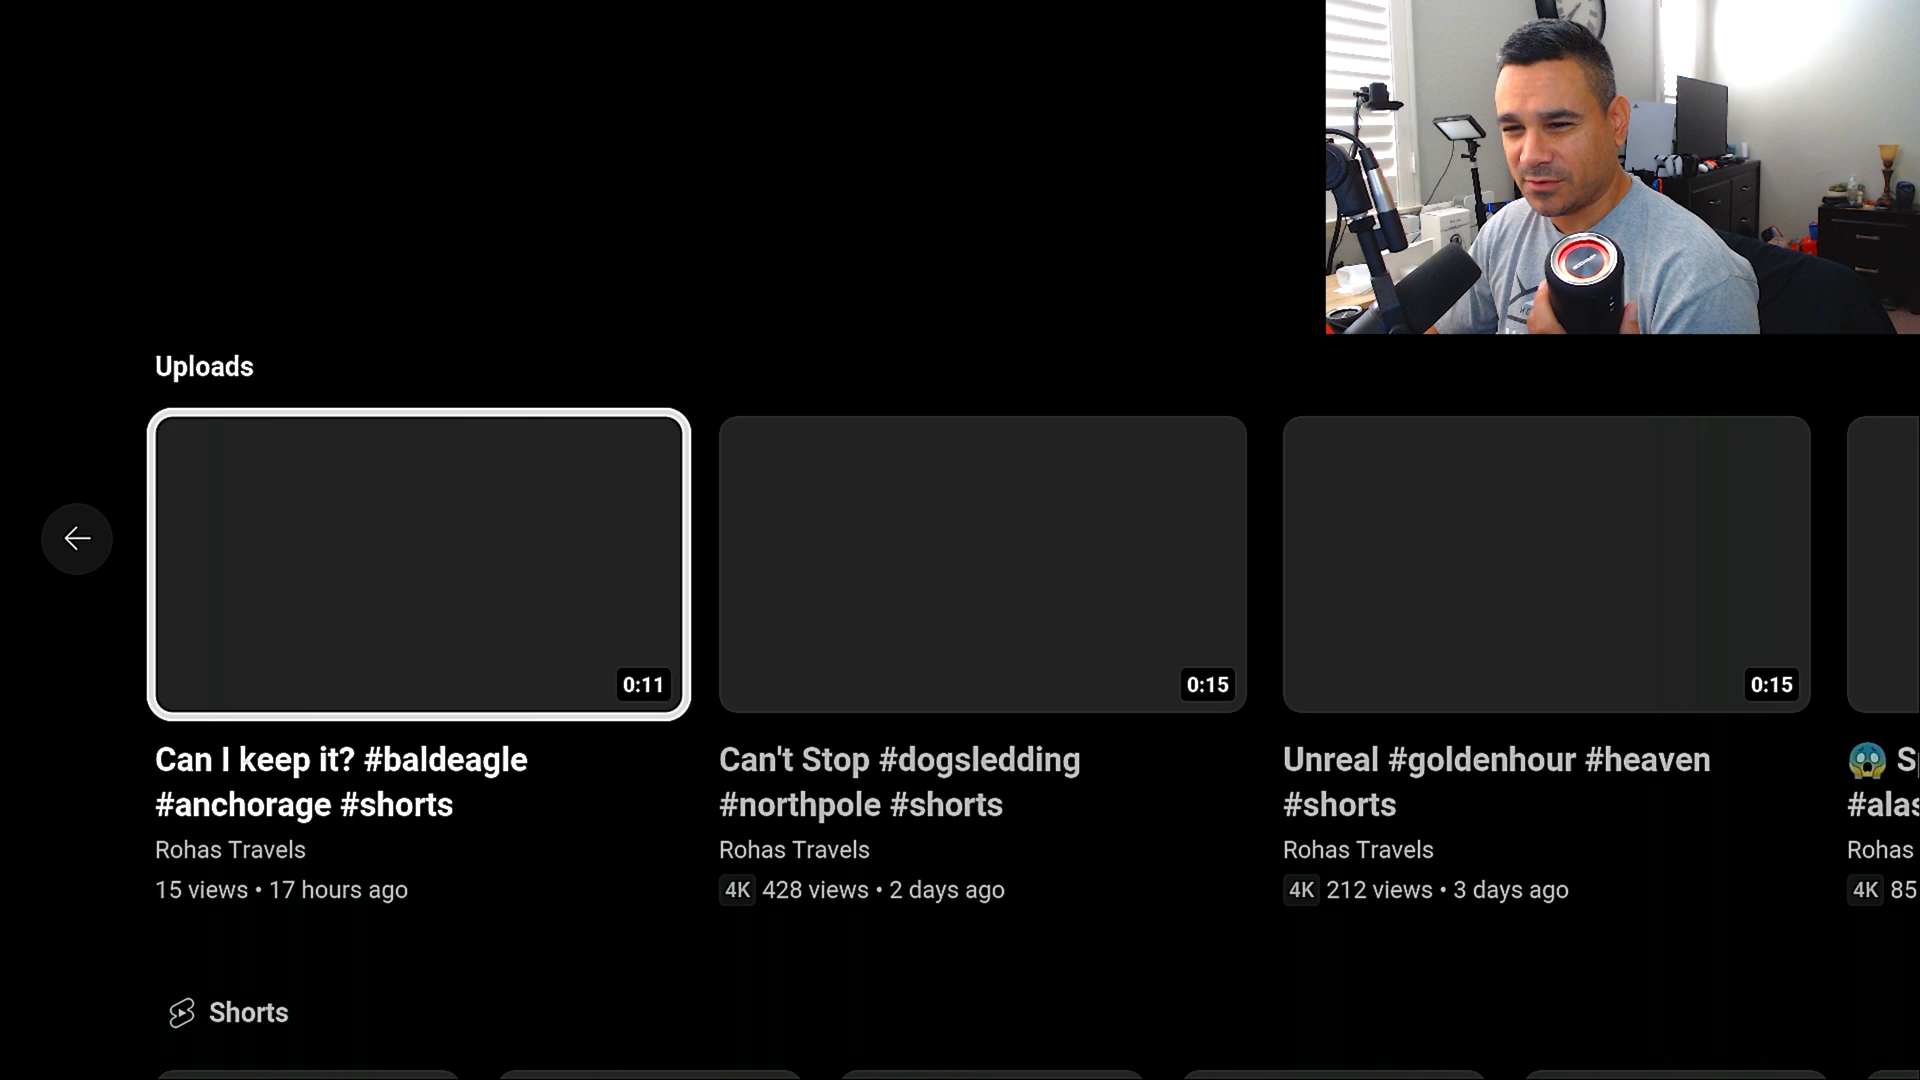 Uploads
0:11
0:15
0:15
Can I keep it? #baldeagle
#anchorage #shorts
Rohas Travels
15 views • 17 hours ago
Can't Stop #dogsledding
#northpole #shorts
Rohas Travels
4K 428 views • 2 days ago
Unreal #goldenhour #heaven
#shorts
Rohas Travels
4K 212 views • 3 days ago
😱
Rohas
4K
Shorts